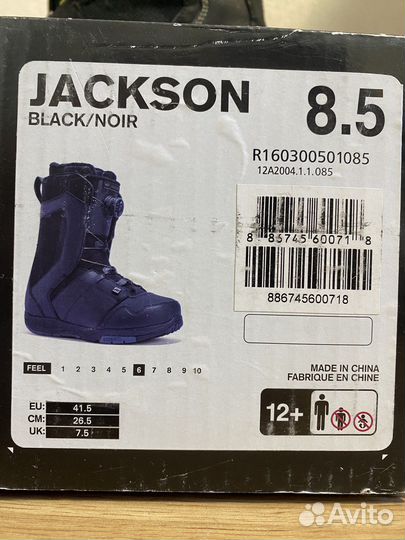 JACKSON
BLACK/NOIR
8.5
R160300501085
12A2004.1.1.085
8 86745 60071 8
886745600718
FEEL 1 2 3 4 5 6 7 8 9 10
MADE IN CHINA
FABRIQUE EN CHINE
EU: 41.5
CM: 26.5
UK: 7.5
12+
Avito